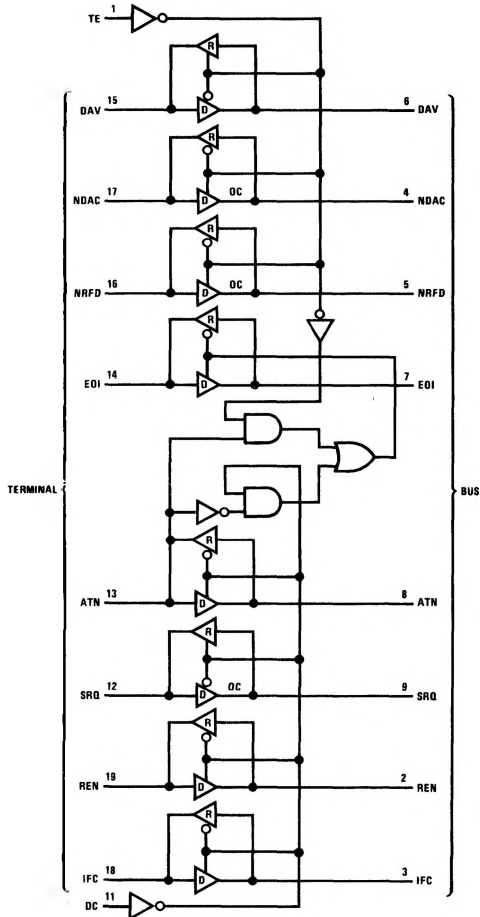 TE 1
R
15 6
DAV D DAV
R
17 OC 4
NDAC D NDAC
R
16 OC 5
NRFD D NRFD
R
14 7
EOI D EOI
TERMINAL BUS
R
13 8
ATN D ATN
R
12 OC 9
SRQ D SRQ
R
19 2
REN D REN
R
18 3
IFC D IFC
11
DC